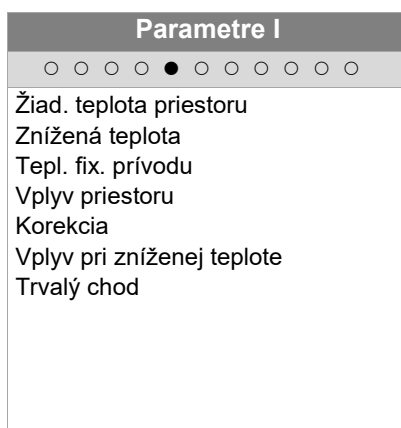 Parametre I
Žiad. teplota priestoru
Znížená teplota
Tepl. fix. prívodu
Vplyv priestoru
Korekcia
Vplyv pri zníženej teplote
Trvalý chod